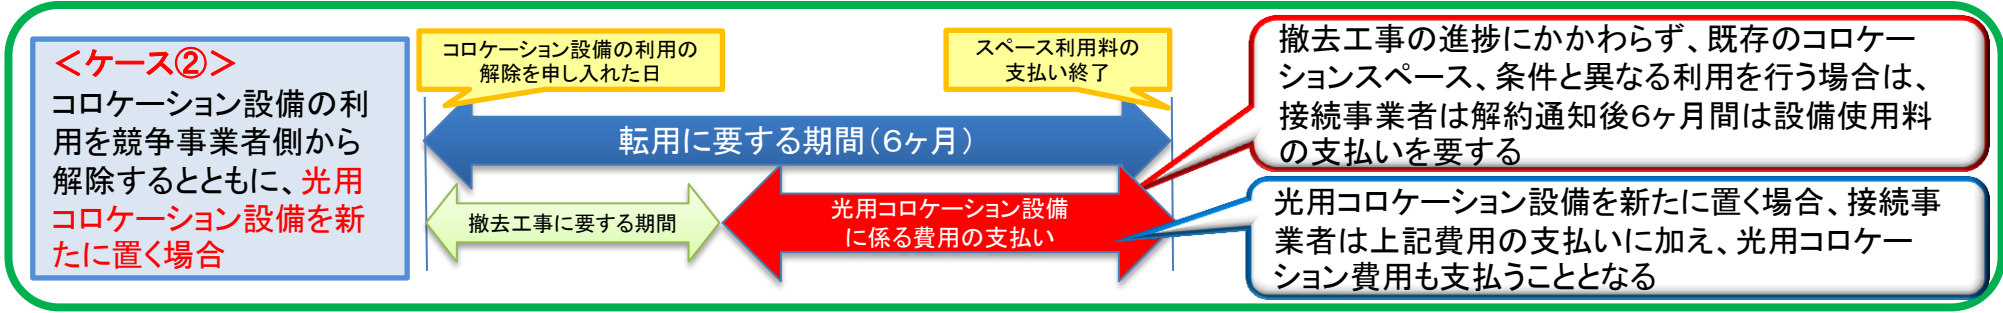 ＜ケース②＞
コロケーション設備の利
用を競争事業者側から
解除するとともに、光用
コロケーション設備を新
たに置く場合
コロケーション設備の利用の
解除を申し入れた日
スペース利用料の
支払い終了
転用に要する期間（６ヶ月）
撤去工事に要する期間
光用コロケーション設備
に係る費用の支払い
撤去工事の進捗にかかわらず、既存のコロケー
ションスペース、条件と異なる利用を行う場合は、
接続事業者は解約通知後６ヶ月間は設備使用料
の支払いを要する
光用コロケーション設備を新たに置く場合、接続事
業者は上記費用の支払いに加え、光用コロケー
ション費用も支払うこととなる